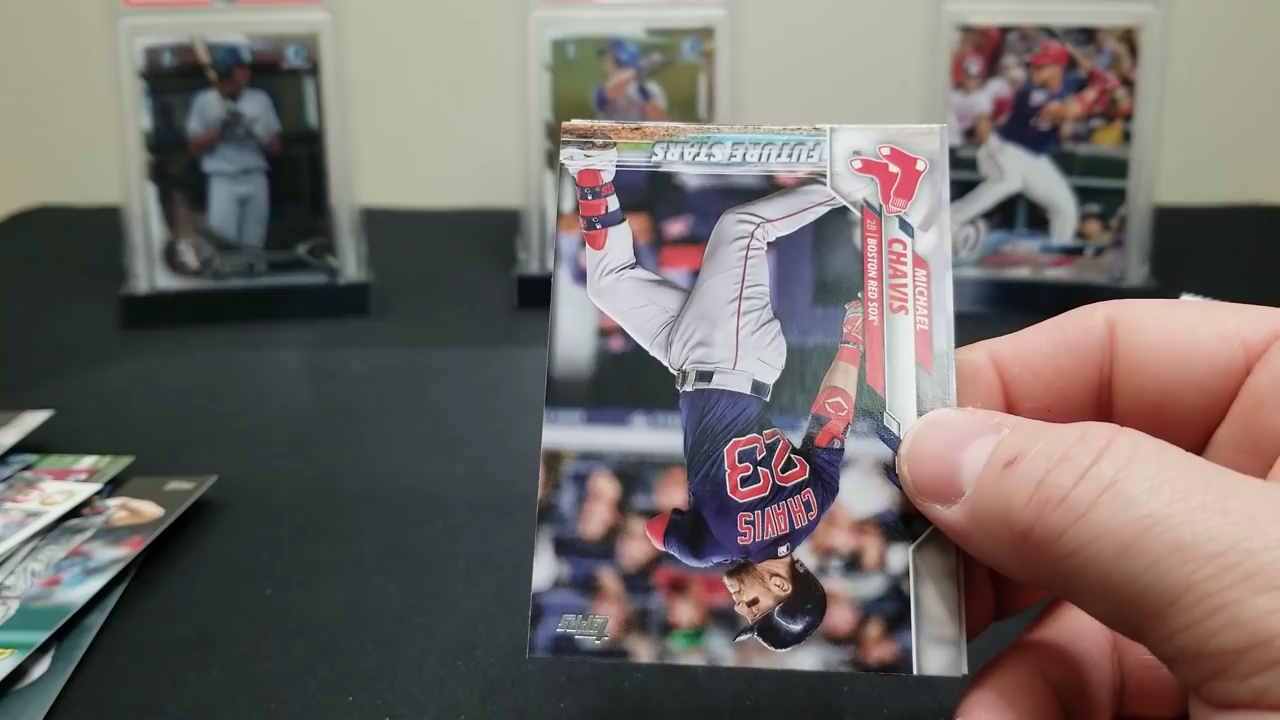 FUTURE STARS
MICHAEL
CHAVIS
2B | BOSTON RED SOX
CHAVIS
23
Topps